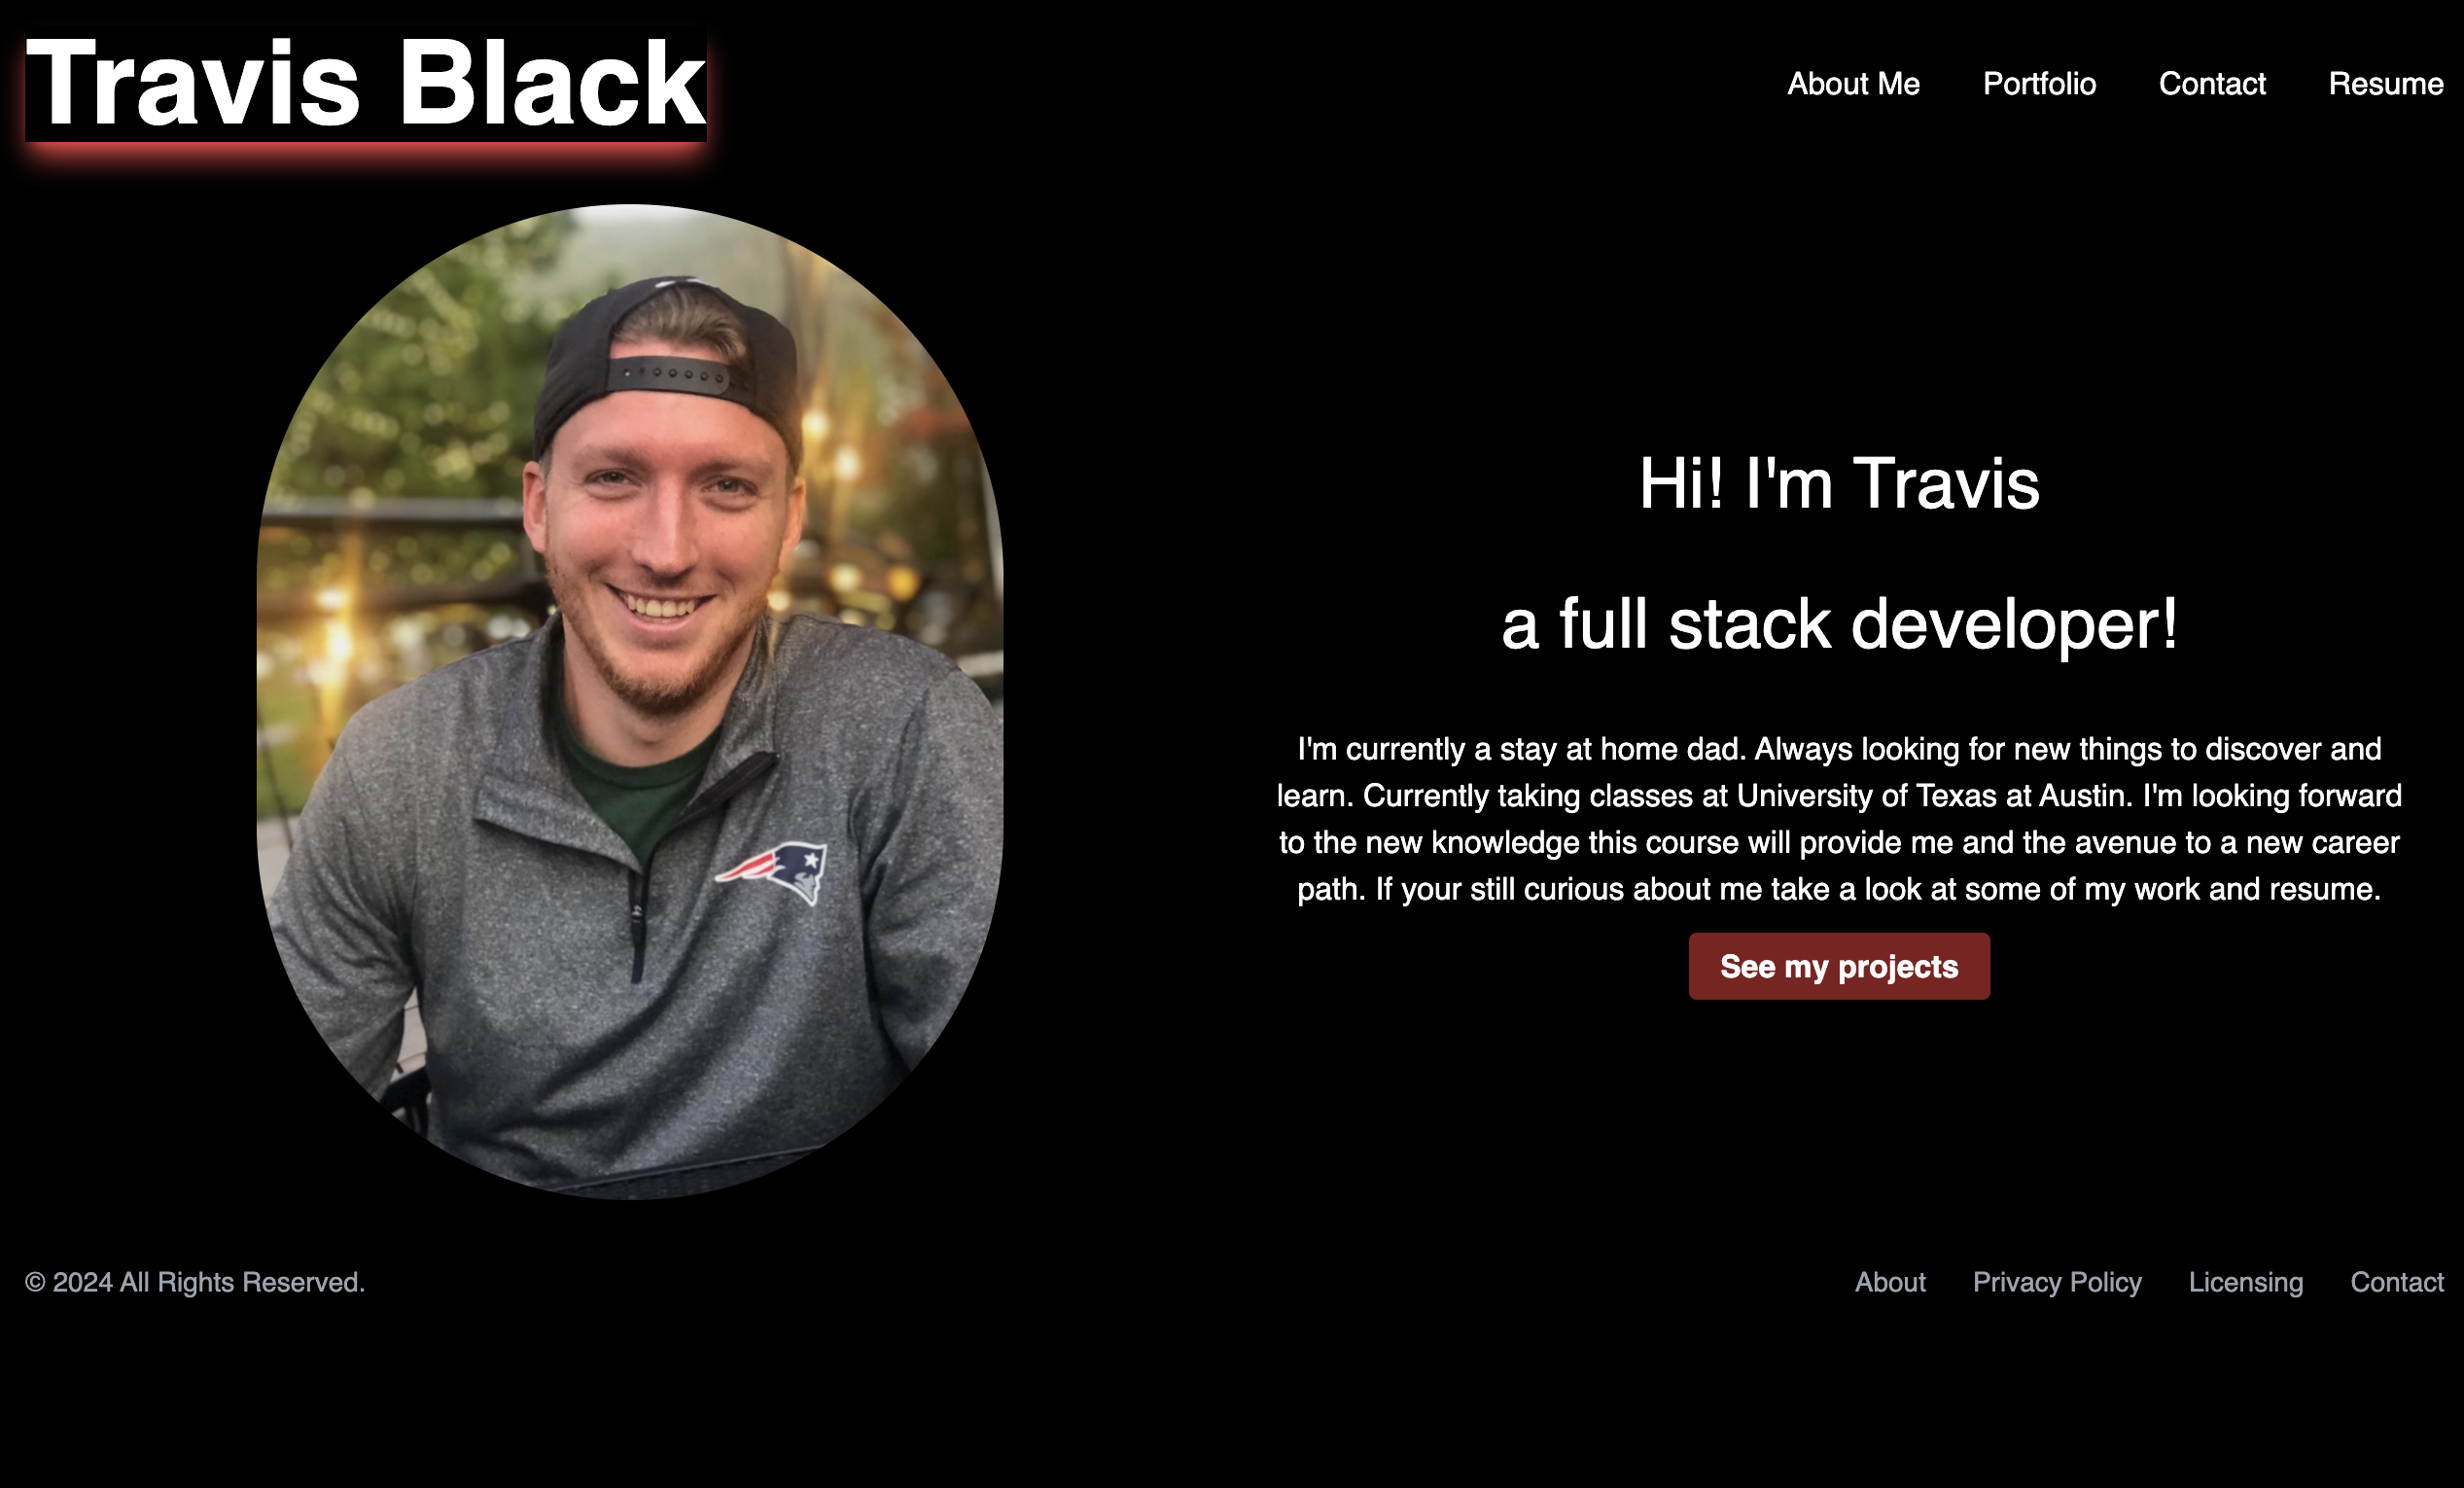 Travis Black
About Me Portfolio Contact Resume
Hi! I'm Travis
a full stack developer!
I'm currently a stay at home dad. Always looking for new things to discover and
learn. Currently taking classes at University of Texas at Austin. I'm looking forward
to the new knowledge this course will provide me and the avenue to a new career
path. If your still curious about me take a look at some of my work and resume.
See my projects
© 2024 All Rights Reserved.
About Privacy Policy Licensing Contact